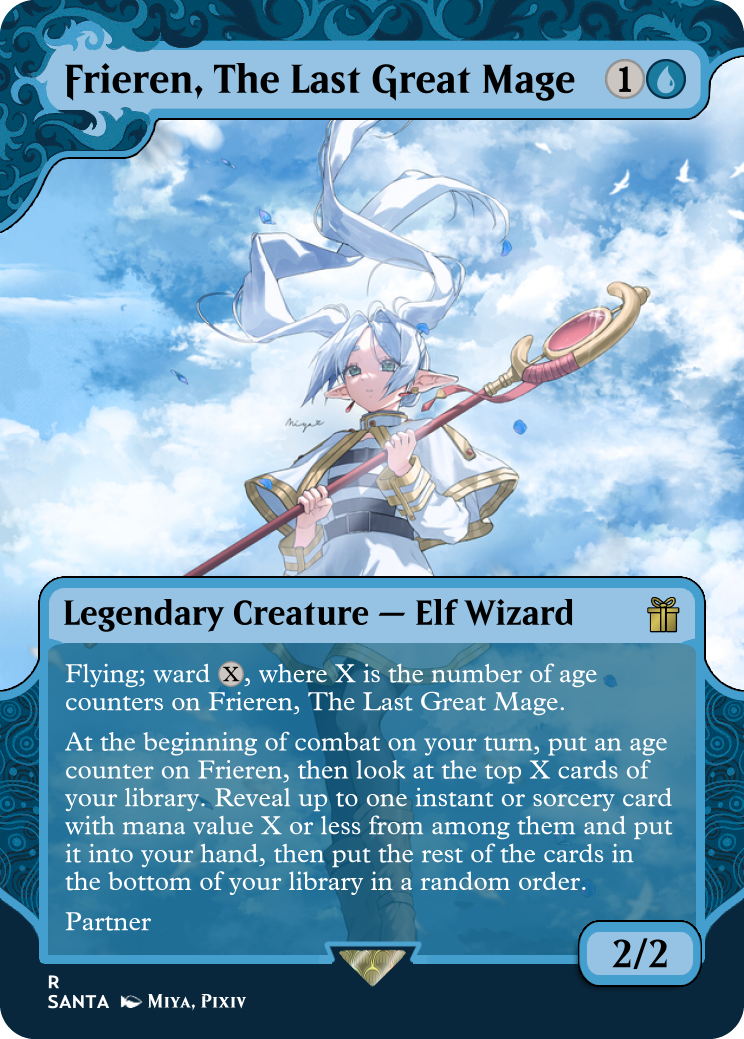 Frieren, The Last Great Mage 1
Legendary Creature — Elf Wizard
Flying; ward X, where X is the number of age
counters on Frieren, The Last Great Mage.
At the beginning of combat on your turn, put an age
counter on Frieren, then look at the top X cards of
your library. Reveal up to one instant or sorcery card
with mana value X or less from among them and put
it into your hand, then put the rest of the cards in
the bottom of your library in a random order.
Partner
2/2
R
SANTA Miya, Pixiv